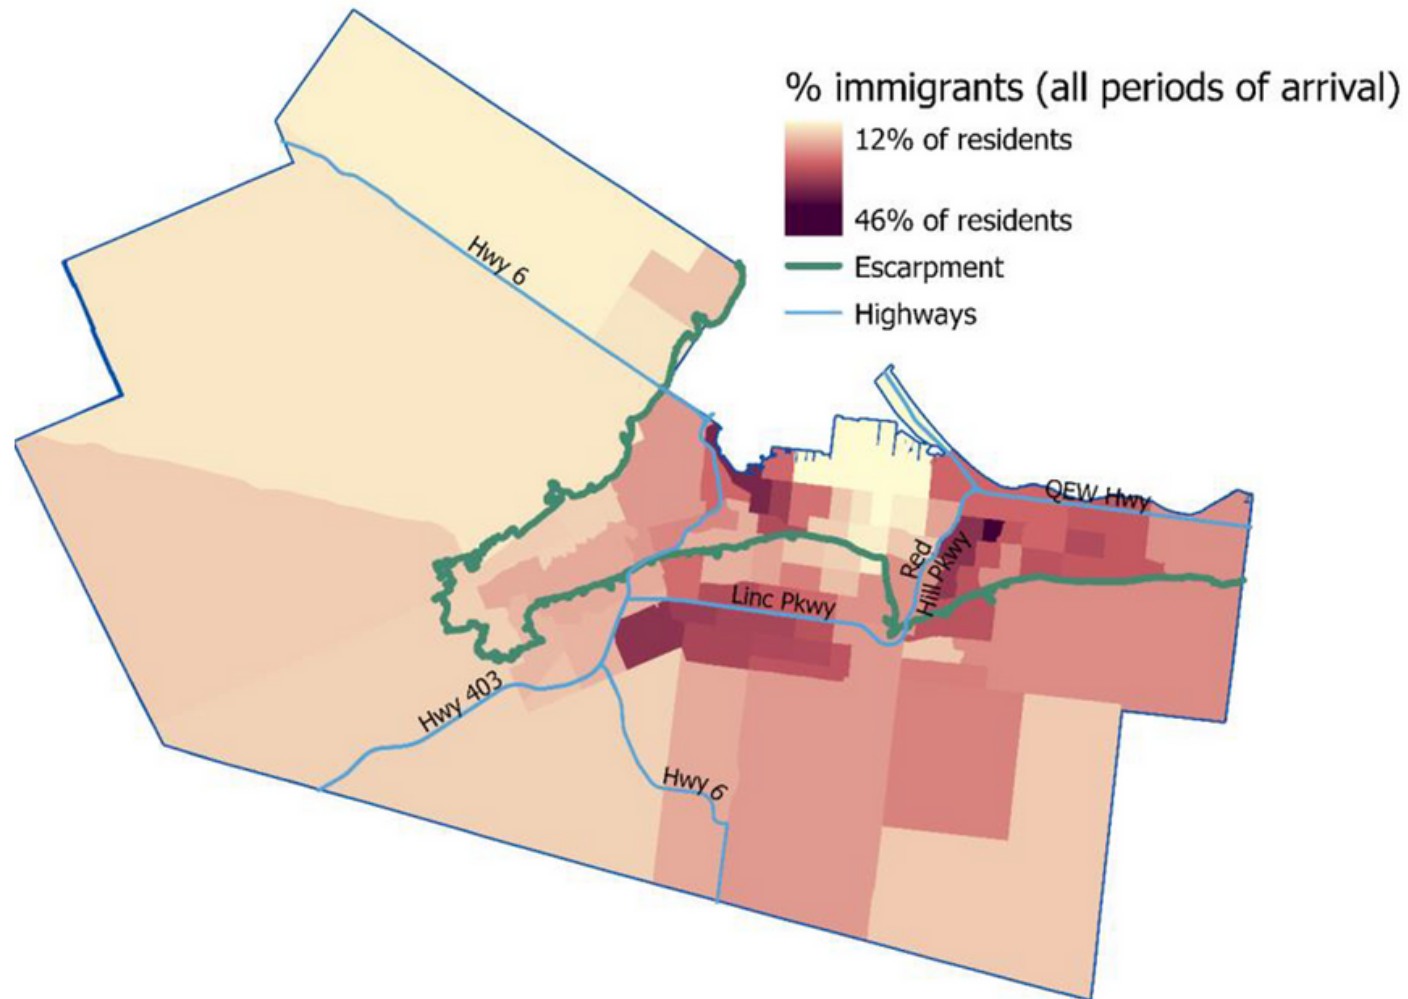 % immigrants (all periods of arrival)
12% of residents
46% of residents
Escarpment
Highways
Hwy 6
QEW Hwy
Red
Hill Pkwy
Linc Pkwy
Hwy 403
Hwy 6